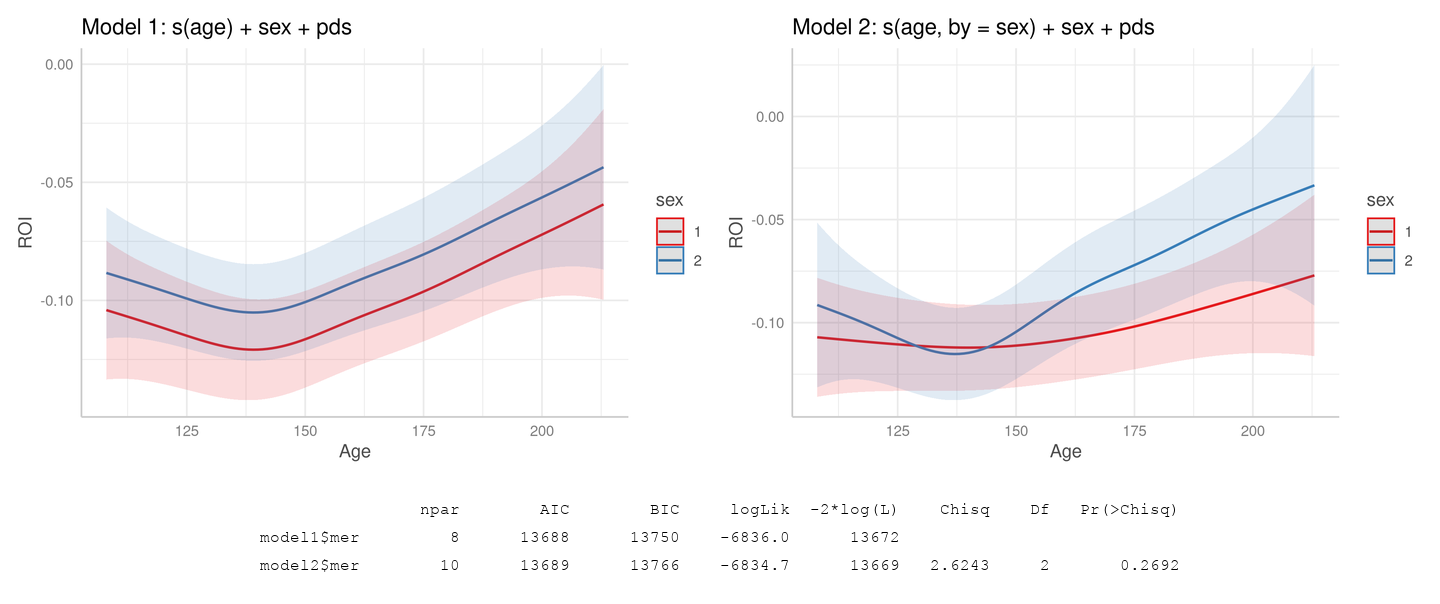 Model 1: s(age) + sex + pds
0.00
-0.05
-0.10
ROI
125 150 175 200
Age
sex
1
2
Model 2: s(age, by = sex) + sex + pds
0.00
-0.05
-0.10
ROI
125 150 175 200
Age
sex
1
2
npar AIC BIC logLik -2*log(L) Chisq Df Pr(>Chisq)
model1$mer 8 13688 13750 -6836.0 13672
model2$mer 10 13689 13766 -6834.7 13669 2.6243 2 0.2692